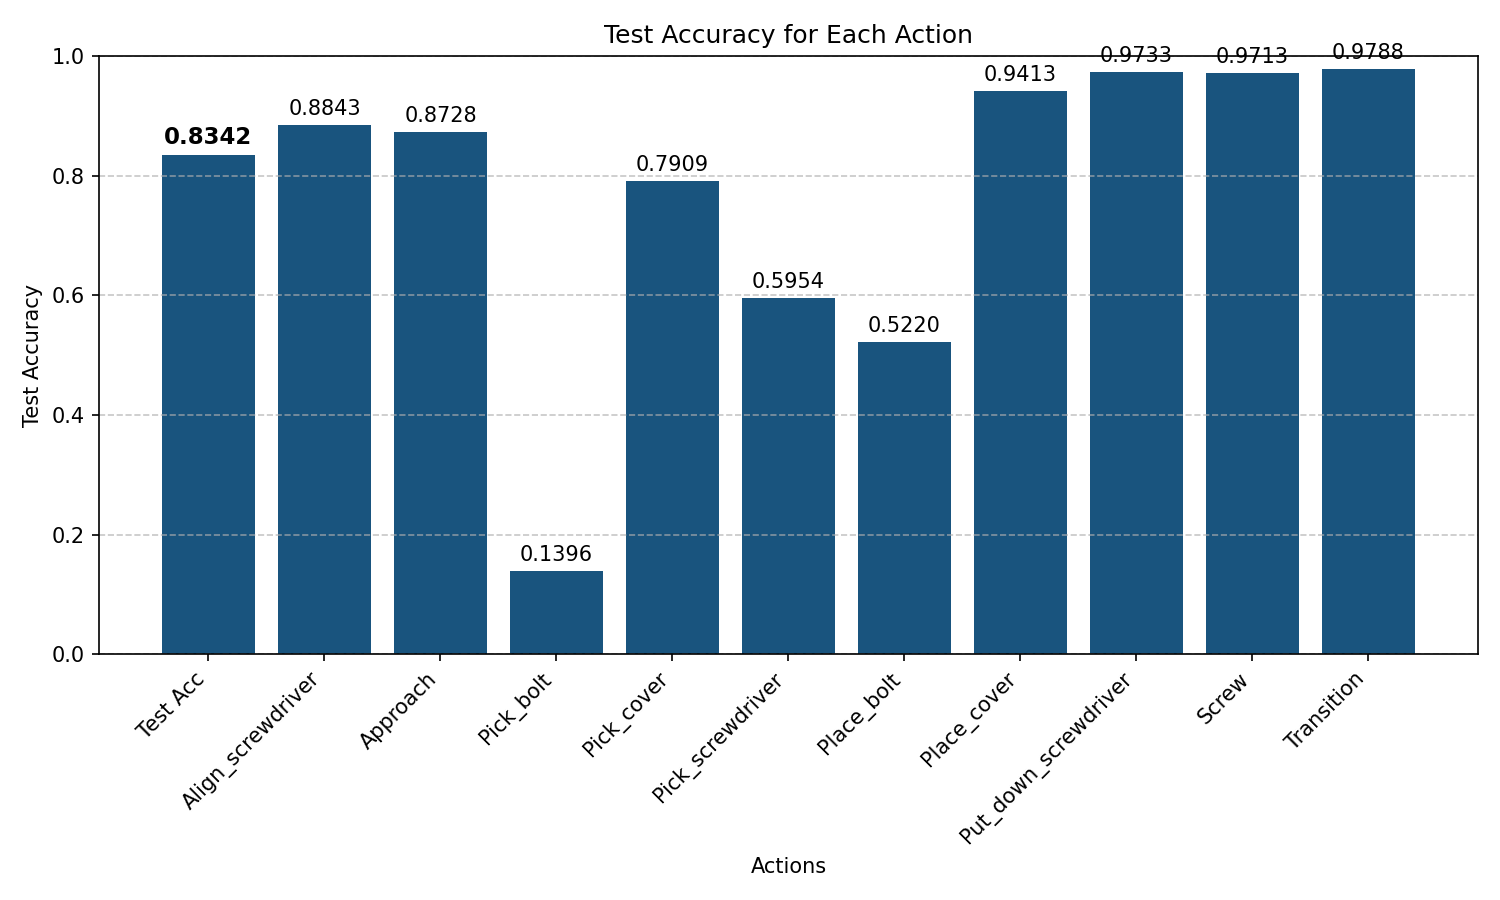 Test Accuracy for Each Action
Test Accuracy
1.0
0.8
0.6
0.4
0.2
0.0
0.8342
0.8843
0.8728
0.1396
0.7909
0.5954
0.5220
0.9413
0.9733
0.9713
0.9788
Test Acc
Align_screwdriver
Approach
Pick_bolt
Pick_cover
Pick_screwdriver
Place_bolt
Place_cover
Put_down_screwdriver
Screw
Transition
Actions